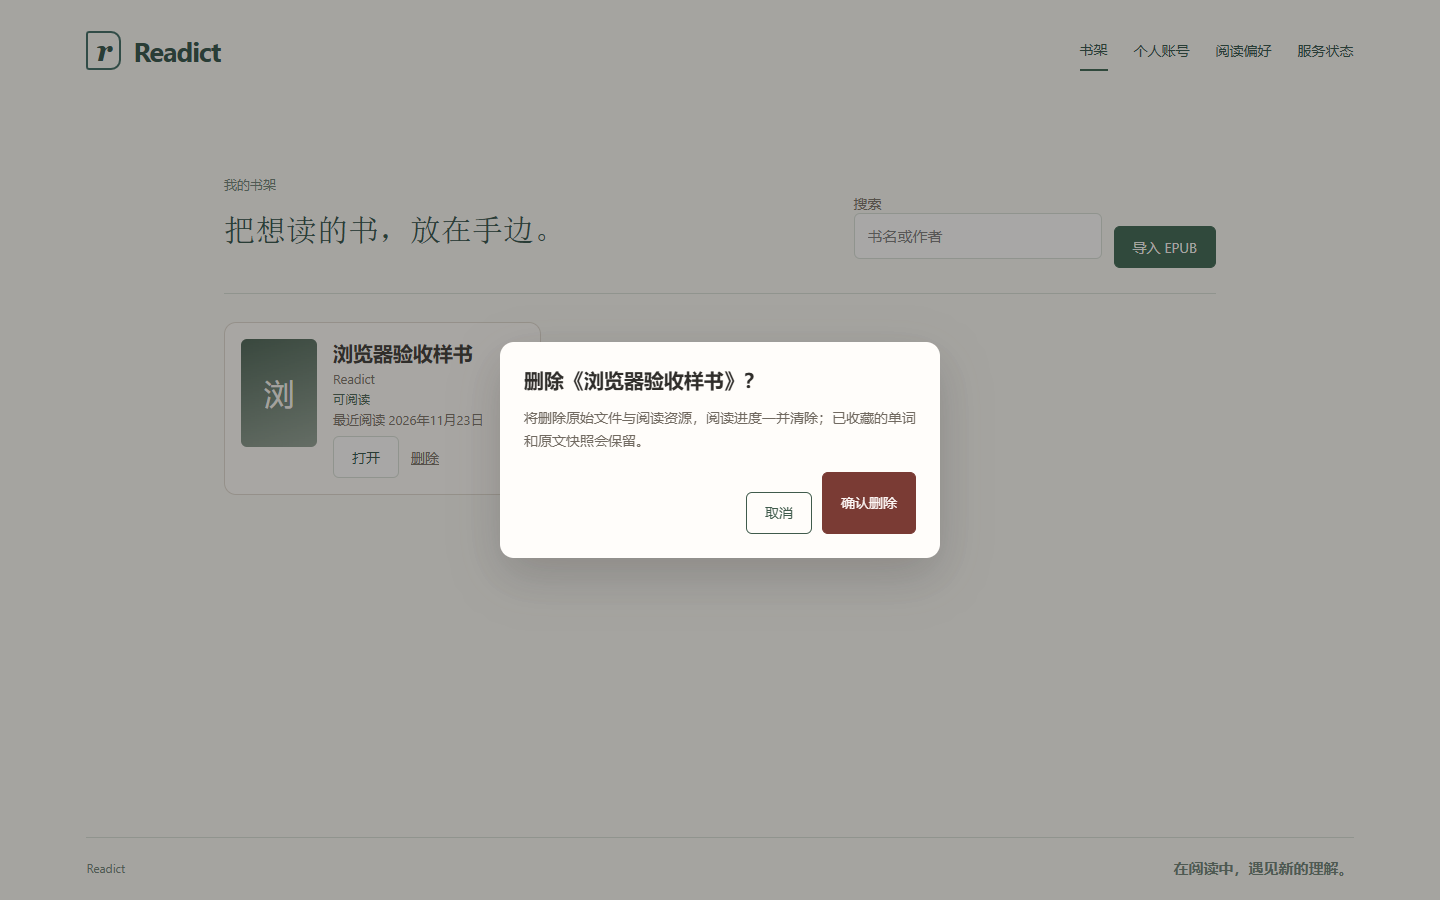 r Readict
书架 个人账号 阅读偏好 服务状态
我的书架
把想读的书，放在手边。
搜索
书名或作者
导入 EPUB
浏
浏览器验收样书
Readict
可阅读
最近阅读 2026年11月23日
打开 删除
删除《浏览器验收样书》？
将删除原始文件与阅读资源，阅读进度一并清除；已收藏的单词
和原文快照会保留。
取消 确认删除
Readict
在阅读中，遇见新的理解。